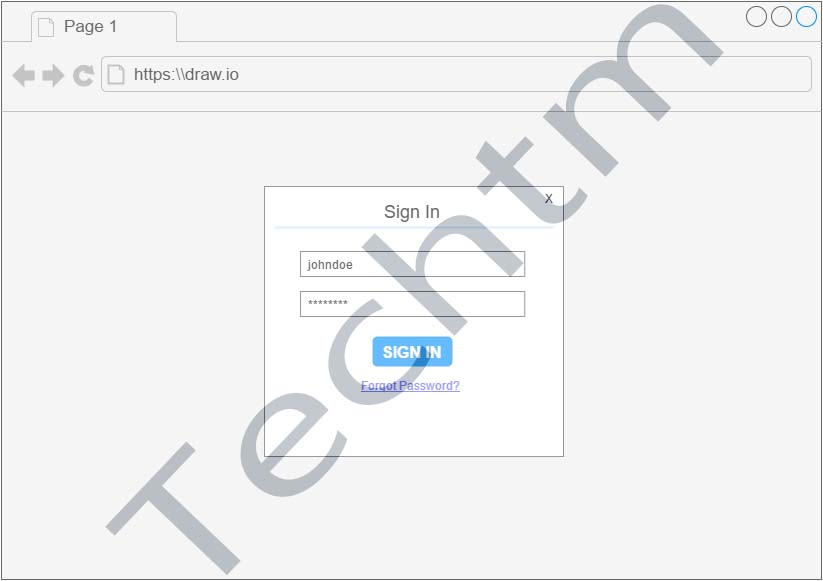 Page 1
https:\\draw.io
X
Sign In
johndoe
********
SIGN IN
Forgot Password?
Techtm